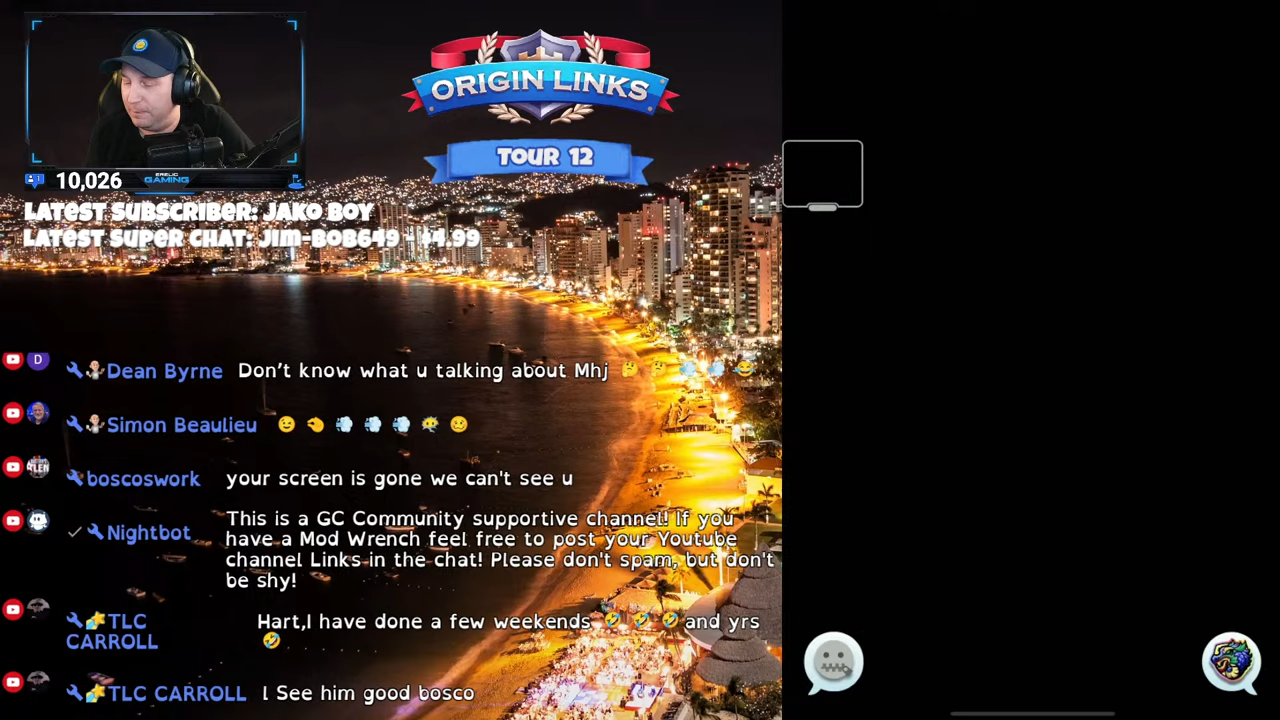 ORIGIN LINKS
TOUR 12
10,026
ERELIC
GAMING
LATEST SUBSCRIBER: JAKO BOY
LATEST SUPER CHAT: JIM-BOB649 - $4.99
D
Dean Byrne Don't know what u talking about Mhj 🤔 🤔 💨 💨 😂
Simon Beaulieu 😉 🤏 💨 💨 💨 😶‍🌫️ 🥴
boscoswork your screen is gone we can't see u
Nightbot This is a GC Community supportive channel! If you
have a Mod Wrench feel free to post your Youtube
channel Links in the chat! Please don't spam, but don't
be shy!
TLC CARROLL Hart,I have done a few weekends 🤣 🤣 🤣 and yrs
🤣
TLC CARROLL I See him good bosco